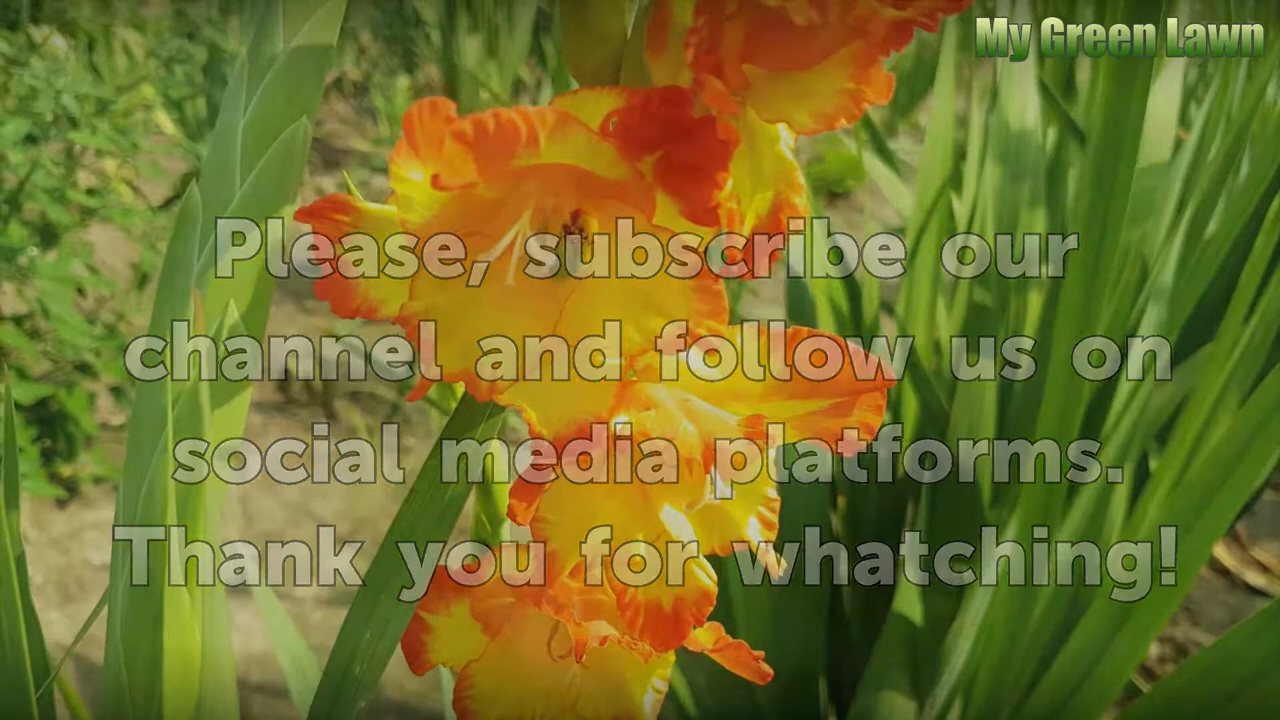 My Green Lawn
Please, subscribe our
channel and follow us on
social media platforms.
Thank you for whatching!